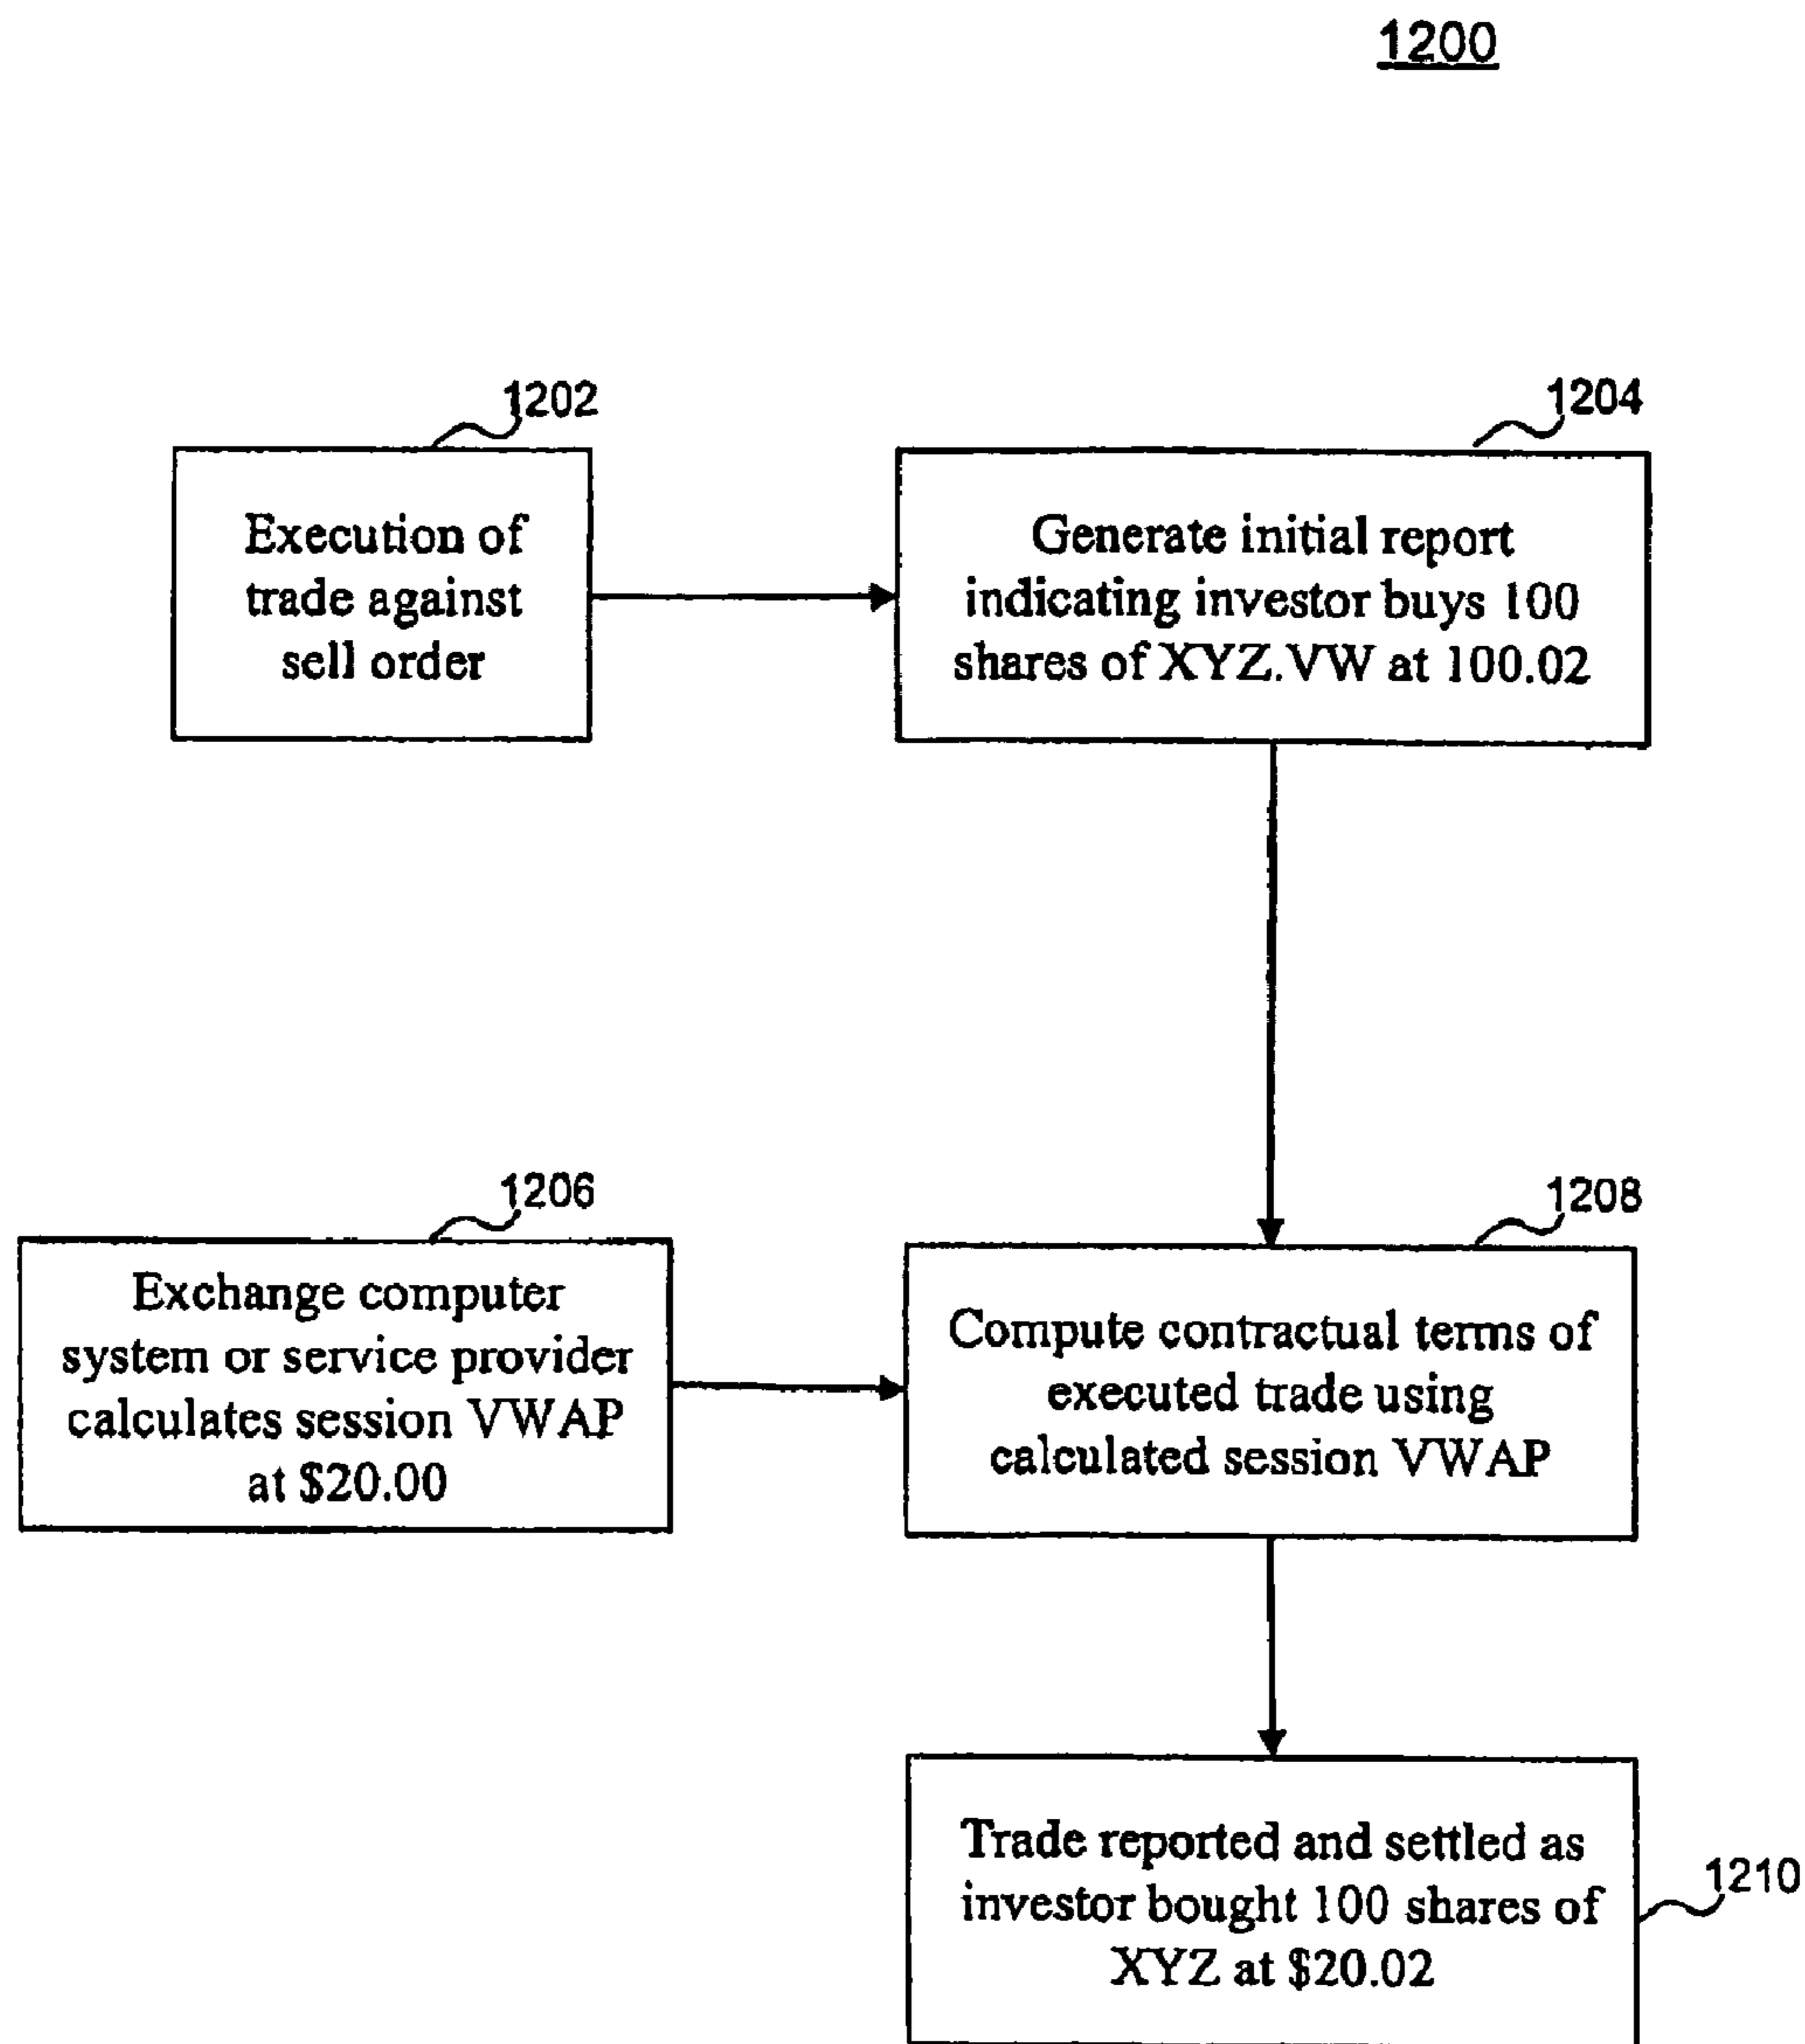 1200
1202
Execution of
trade against
sell order
1204
Generate initial report
indicating investor buys 100
shares of XYZ.VW at 100.02
1206
Exchange computer
system or service provider
calculates session VWAP
at $20.00
1208
Compute contractual terms of
executed trade using
calculated session VWAP
Trade reported and settled as
investor bought 100 shares of
XYZ at $20.02
1210